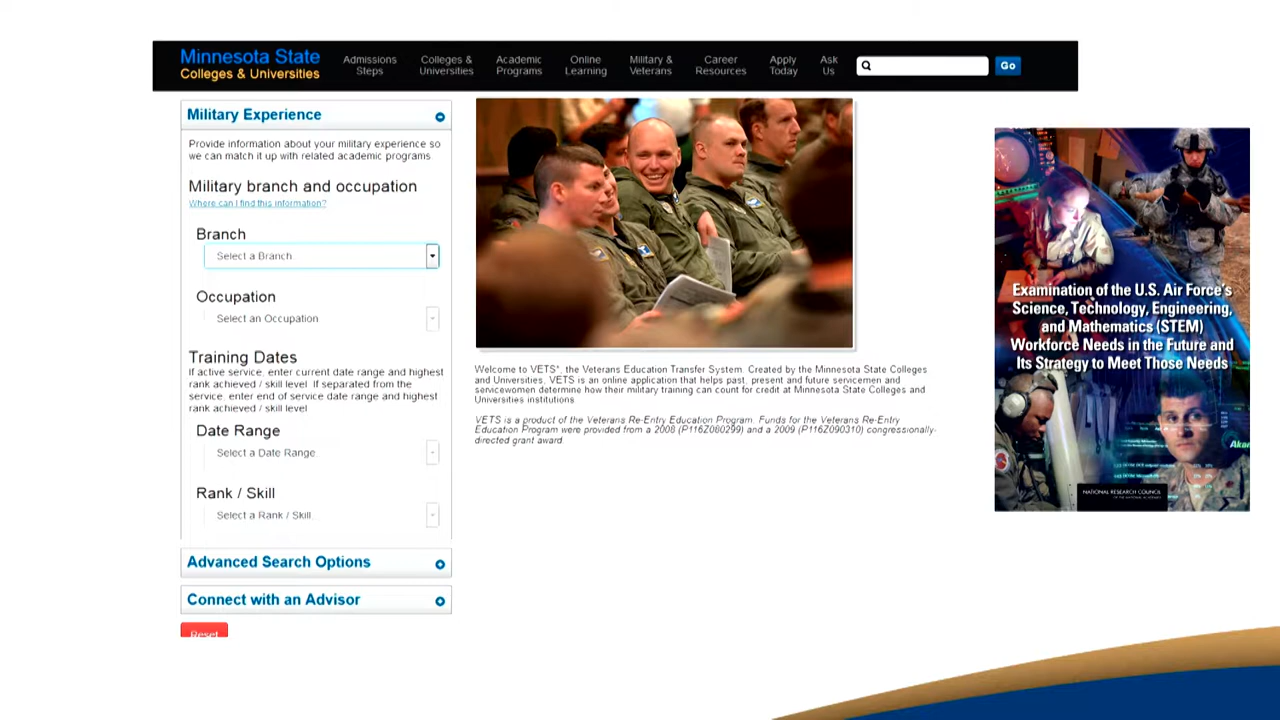 Minnesota State
Colleges & Universities
Admissions
Steps
Colleges &
Universities
Academic
Programs
Online
Learning
Military &
Veterans
Career
Resources
Apply
Today
Ask
Us
Go
Military Experience
Provide information about your military experience so
we can match it up with related academic programs
Military branch and occupation
Where can I find this information?
Branch
Select a Branch
Occupation
Select an Occupation
Training Dates
If active service, enter current date range and highest
rank achieved / skill level. If separated from the
service, enter end of service date range and highest
rank achieved / skill level
Date Range
Select a Date Range
Rank / Skill
Select a Rank / Skill
Advanced Search Options
Connect with an Advisor
Reset
Welcome to VETS*, the Veterans Education Transfer System. Created by the Minnesota State Colleges
and Universities, VETS is an online application that helps past, present and future servicemen and
servicewomen determine how their military training can count for credit at Minnesota State Colleges and
Universities institutions
VETS is a product of the Veterans Re-Entry Education Program. Funds for the Veterans Re-Entry
Education Program were provided from a 2008 (P116Z080299) and a 2009 (P116Z090310) congressionally-
directed grant award.
Examination of the U.S. Air Force's
Science, Technology, Engineering,
and Mathematics (STEM)
Workforce Needs in the Future and
Its Strategy to Meet Those Needs
NATIONAL RESEARCH COUNCIL
OF THE NATIONAL ACADEMIES